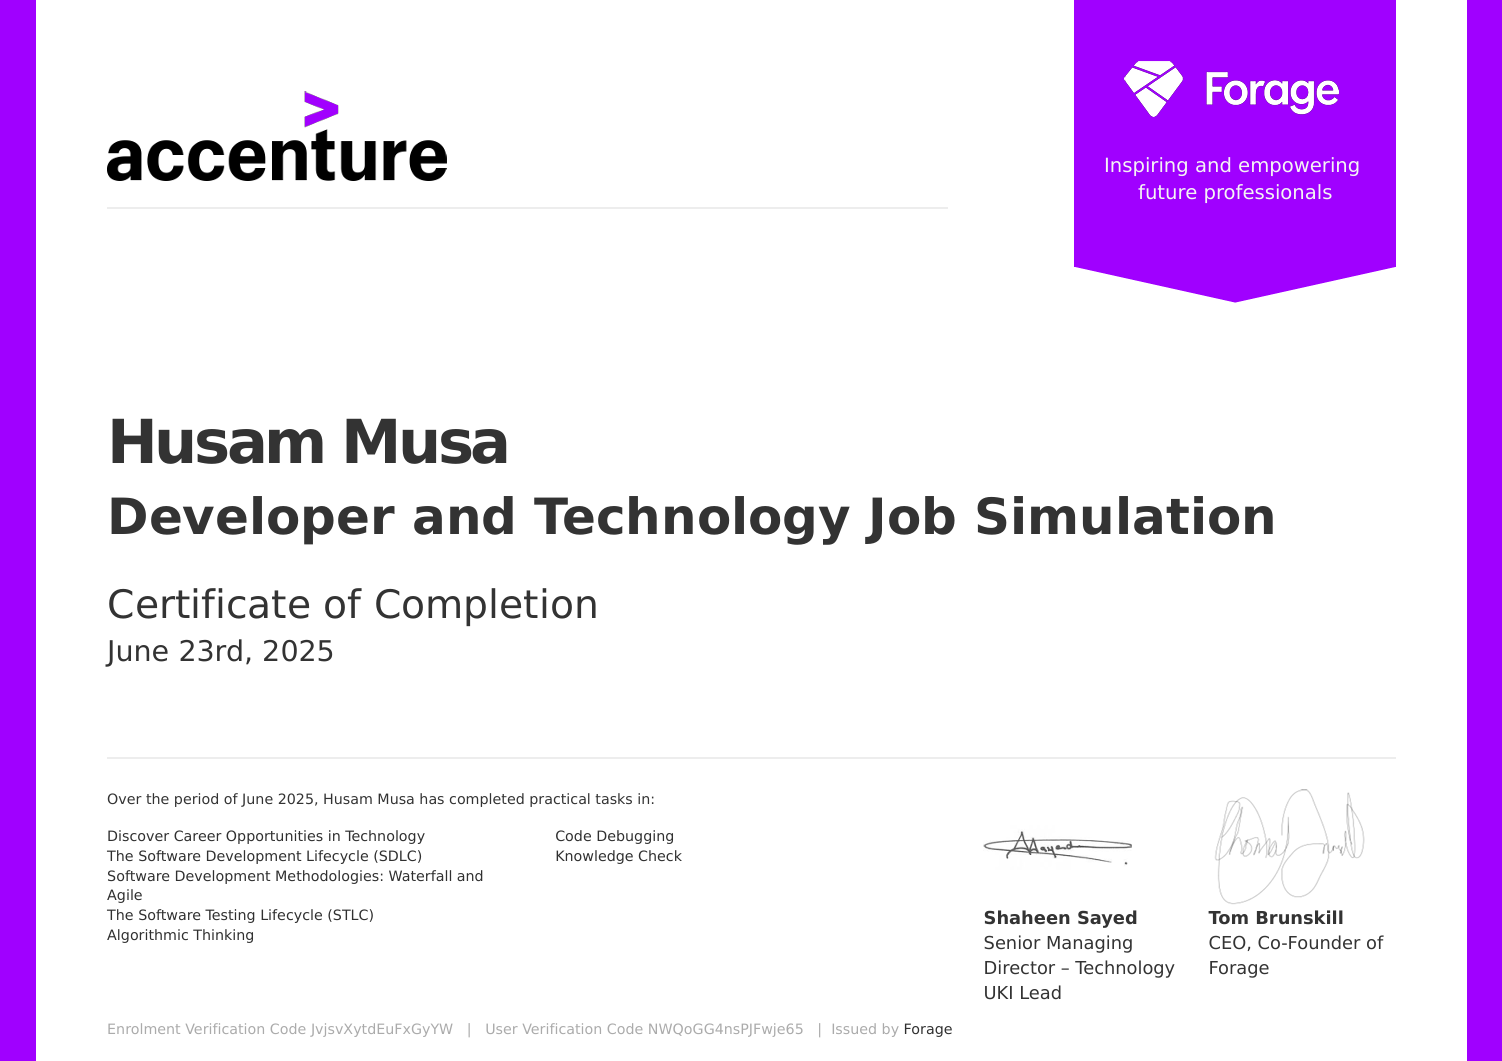 accenture
Forage
Inspiring and empowering
future professionals
Husam Musa
Developer and Technology Job Simulation
Certificate of Completion
June 23rd, 2025
Over the period of June 2025, Husam Musa has completed practical tasks in:
Discover Career Opportunities in Technology
The Software Development Lifecycle (SDLC)
Software Development Methodologies: Waterfall and
Agile
The Software Testing Lifecycle (STLC)
Algorithmic Thinking
Code Debugging
Knowledge Check
Shaheen Sayed
Senior Managing
Director – Technology
UKI Lead
Tom Brunskill
CEO, Co-Founder of
Forage
Enrolment Verification Code JvjsvXytdEuFxGyYW | User Verification Code NWQoGG4nsPJFwje65 | Issued by Forage